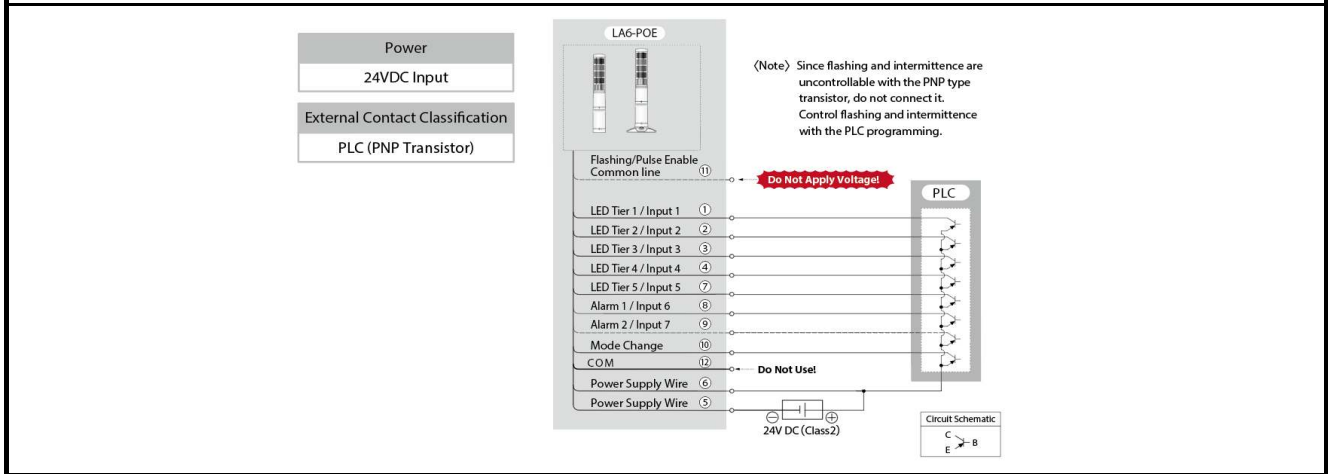 Power
24VDC Input
External Contact Classification
PLC (PNP Transistor)
LA6-POE
〈Note〉 Since flashing and intermittence are
uncontrollable with the PNP type
transistor, do not connect it.
Control flashing and intermittence
with the PLC programming.
Flashing/Pulse Enable
Common line ⑪
Do Not Apply Voltage!
PLC
LED Tier 1 / Input 1 ①
LED Tier 2 / Input 2 ②
LED Tier 3 / Input 3 ③
LED Tier 4 / Input 4 ④
LED Tier 5 / Input 5 ⑦
Alarm 1 / Input 6 ⑧
Alarm 2 / Input 7 ⑨
Mode Change ⑩
COM ⑫
Do Not Use!
Power Supply Wire ⑥
Power Supply Wire ⑤
24V DC (Class2)
Circuit Schematic
C
B
E